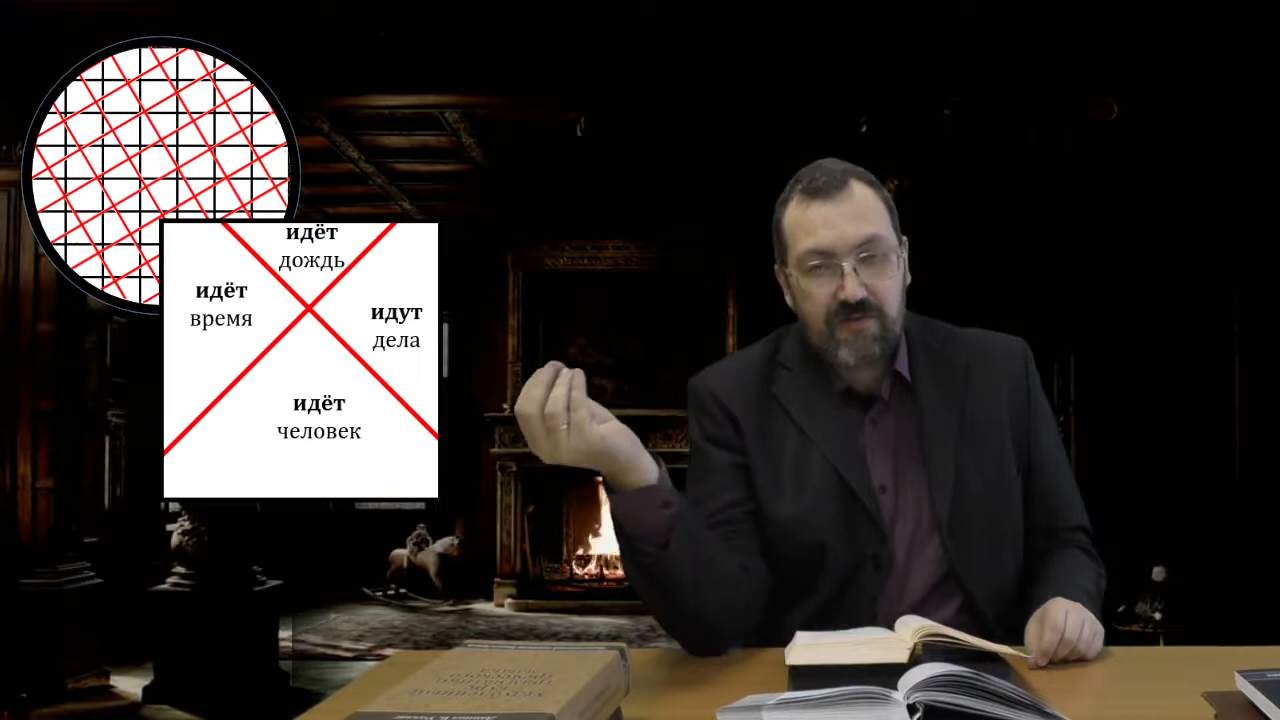 идёт
дождь
идёт
время
идут
дела
идёт
человек